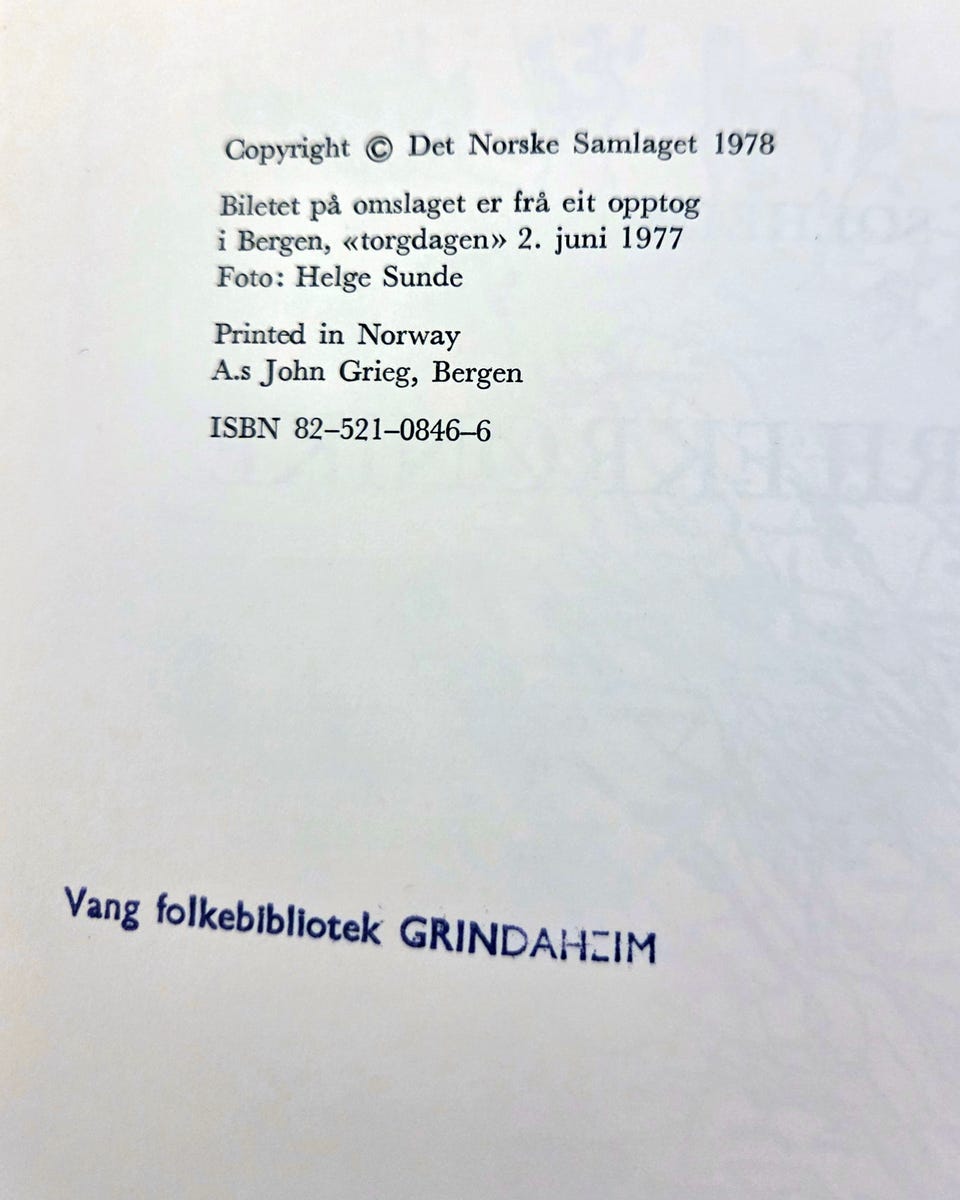 Copyright © Det Norske Samlaget 1978
Biletet på omslaget er frå eit opptog
i Bergen, «torgdagen» 2. juni 1977
Foto: Helge Sunde
Printed in Norway
A.s John Grieg, Bergen
ISBN 82–521–0846–6
Vang folkebibliotek GRINDAHEIM